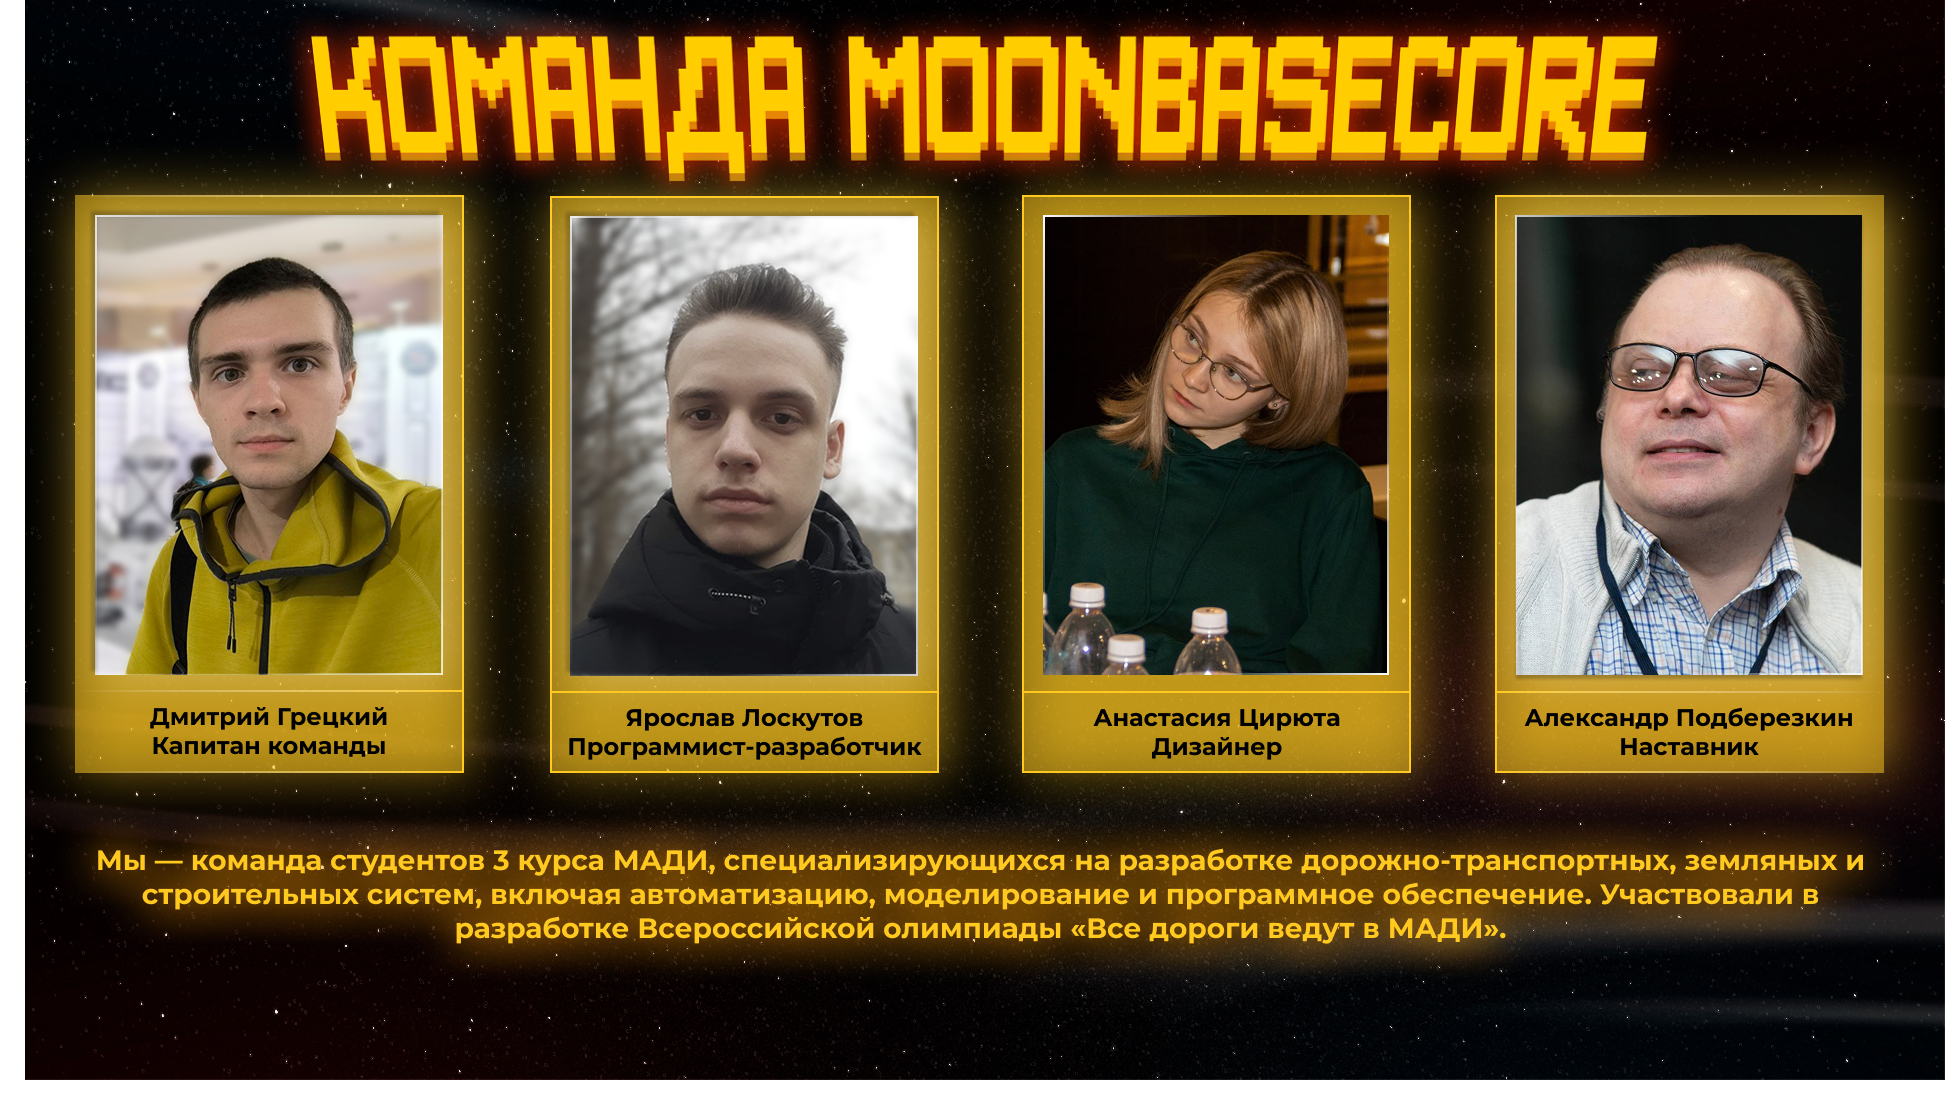 КОМАНДА MOONBASECORE
Дмитрий Грецкий
Капитан команды
Ярослав Лоскутов
Программист-разработчик
Анастасия Цирюта
Дизайнер
Александр Подберезкин
Наставник
Мы — команда студентов 3 курса МАДИ, специализирующихся на разработке дорожно-транспортных, земляных и
строительных систем, включая автоматизацию, моделирование и программное обеспечение. Участвовали в
разработке Всероссийской олимпиады «Все дороги ведут в МАДИ».